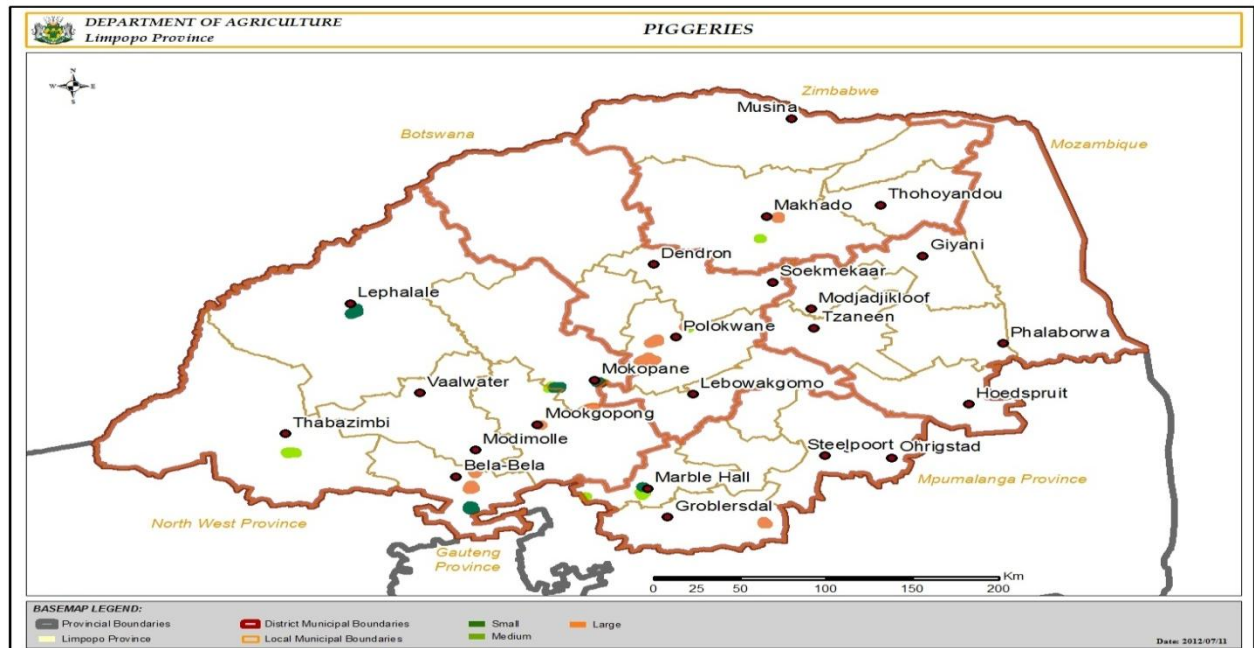 DEPARTMENT OF AGRICULTURE
Limpopo Province
PIGGERIES
N
W E
S
Zimbabwe
Musina
Botswana
Mozambique
Thohoyandou
Makhado
Giyani
Dendron
Soekmekaar
Lephalale
Modjadjikloof
Tzaneen
Polokwane
Phalaborwa
Mokopane
Vaalwater
Lebowakgomo
Hoedspruit
Mookgopong
Thabazimbi
Modimolle
Steelpoort
Ohrigstad
Bela-Bela
Marble Hall
Mpumalanga Province
Groblersdal
North West Province
Gauteng
Province
Km
0 25 50 100 150 200
BASEMAP LEGEND:
Provincial Boundaries
District Municipal Boundaries
Small
Large
Limpopo Province
Local Municipal Boundaries
Medium
Date: 2012/07/11